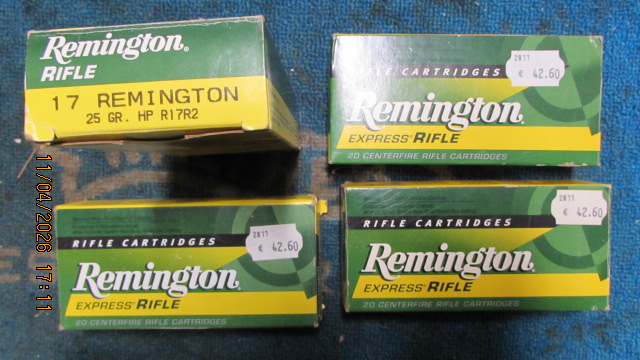 Remington.
RIFLE
17 REMINGTON
25 GR. HP R17R2
2811
€ 42.60
RIFLE CARTRIDGES
Remington.
EXPRESS RIFLE
20 CENTERFIRE RIFLE CARTRIDGES
2811
€ 42.60
RIFLE CARTRIDGES
Remington.
EXPRESS RIFLE
20 CENTERFIRE RIFLE CARTRIDGES
2811
€ 42.60
RIFLE CARTRIDGES
Remington.
EXPRESS RIFLE
20 CENTERFIRE RIFLE CARTRIDGES
11/04/2026 17:11